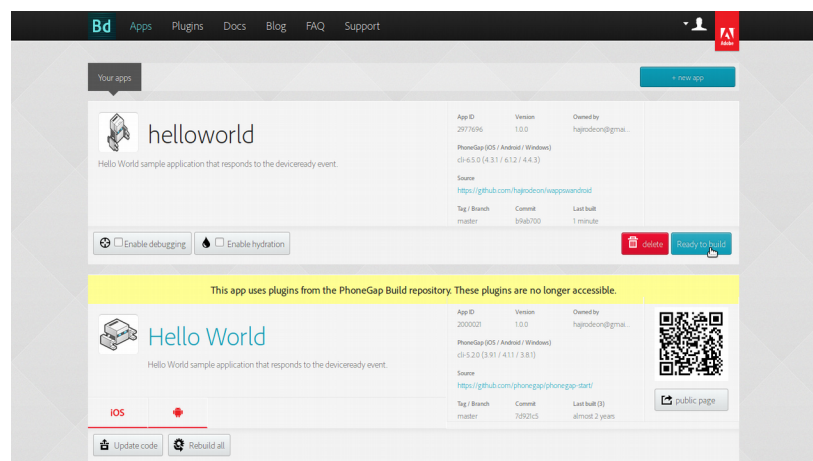 Bd Apps Plugins Docs Blog FAQ Support
Adobe
Your apps
+ new app
helloworld
Hello World sample application that responds to the deviceready event.
App ID Version Owned by
2977696 1.0.0 hajirodeon@gmai...
PhoneGap (iOS / Android / Windows)
cli-6.5.0 (4.3.1 / 6.1.2 / 4.4.3)
Source
https://github.com/hajirodeon/wappswandroid
Tag / Branch Commit Last built
master b9ab700 1 minute
Enable debugging Enable hydration delete Ready to build
This app uses plugins from the PhoneGap Build repository. These plugins are no longer accessible.
Hello World
Hello World sample application that responds to the deviceready event.
App ID Version Owned by
2000021 1.0.0 hajirodeon@gmai...
PhoneGap (iOS / Android / Windows)
cli-5.2.0 (3.9.1 / 4.1.1 / 3.8.1)
Source
https://github.com/phonegap/phonegap-start/
Tag / Branch Commit Last built (3)
master 7d921c5 almost 2 years
public page
iOS
Update code Rebuild all